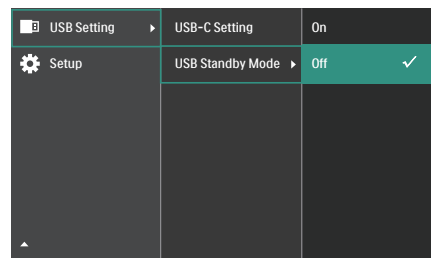 USB Setting
USB-C Setting
On
Setup
USB Standby Mode
Off